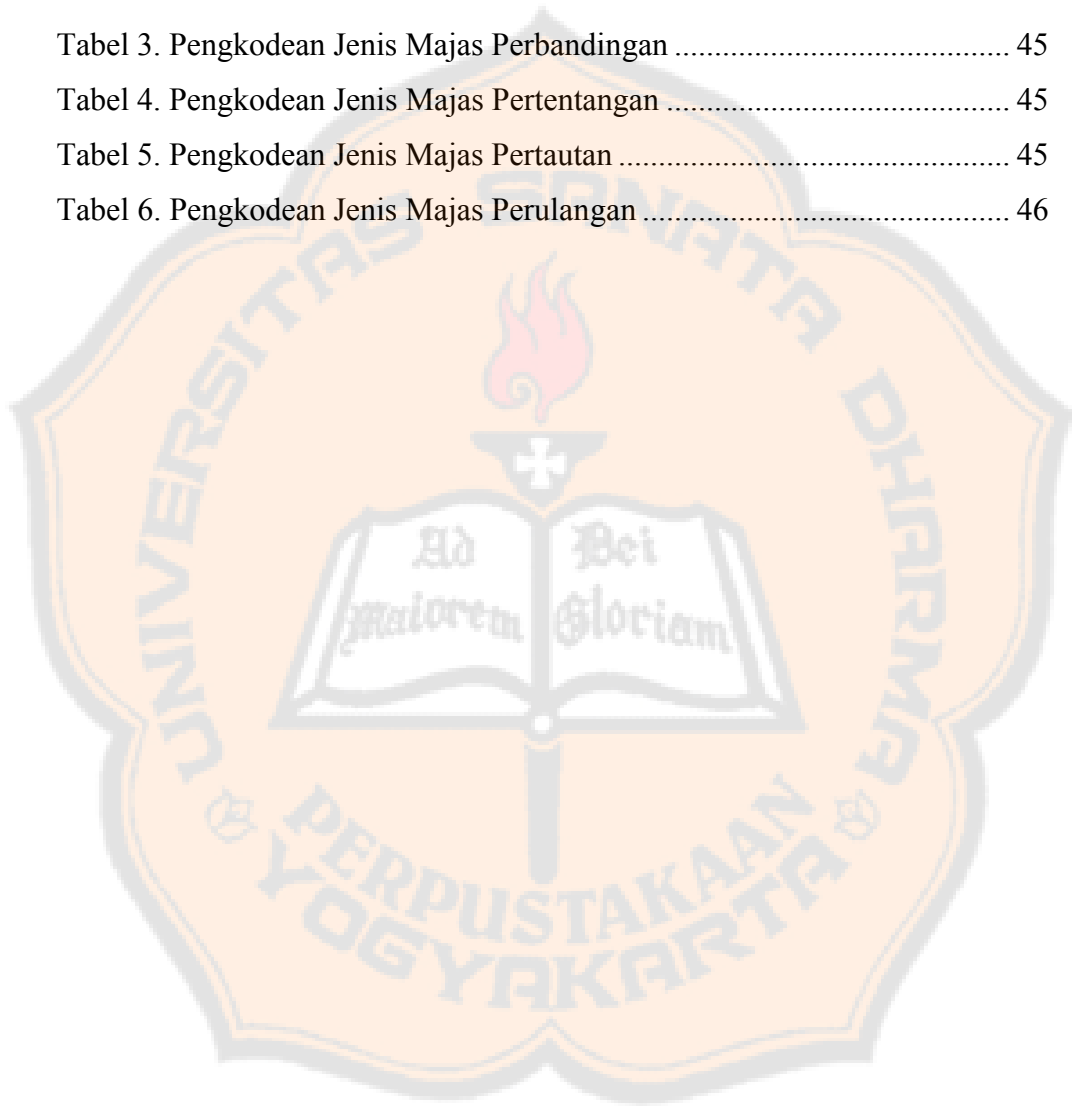 Tabel 3. Pengkodean Jenis Majas Perbandingan ........................................... 45
Tabel 4. Pengkodean Jenis Majas Pertentangan ............................................ 45
Tabel 5. Pengkodean Jenis Majas Pertautan .................................................. 45
Tabel 6. Pengkodean Jenis Majas Perulangan ............................................... 46
UNIVERSITAS SANATA DHARMA
Ad Dei
Maiorem Gloriam
PERPUSTAKAAN
YOGYAKARTA